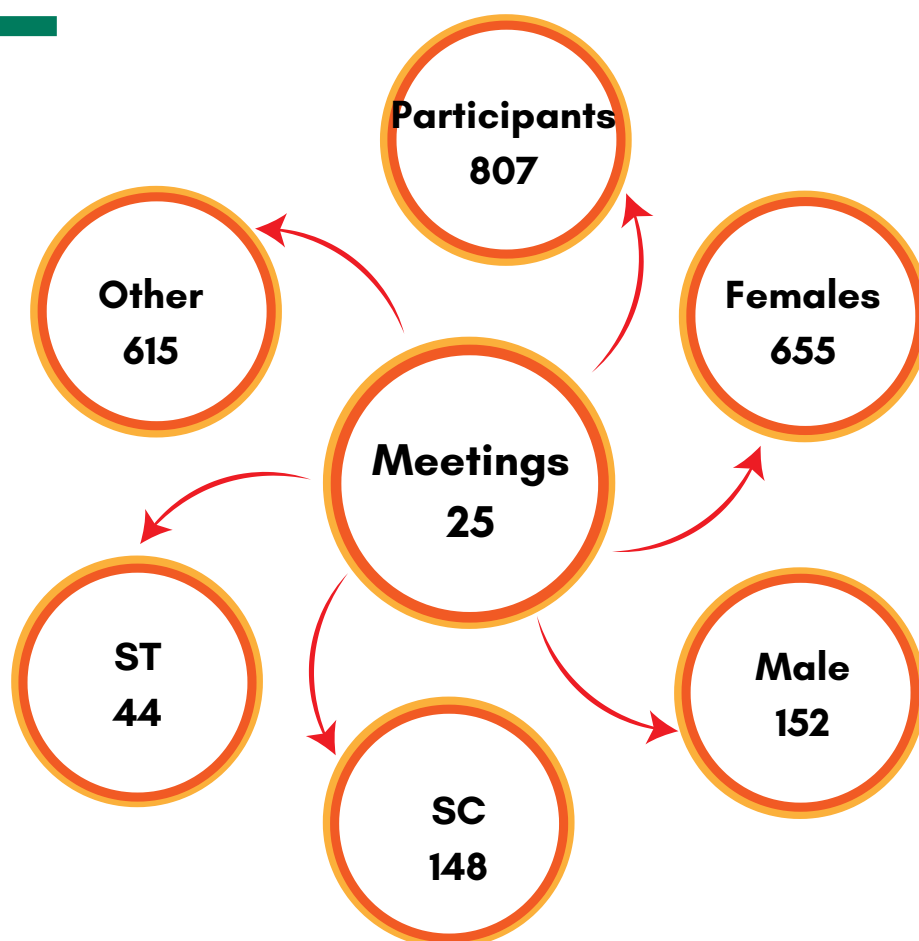 Participants
807
Other
615
Females
655
Meetings
25
ST
44
Male
152
SC
148